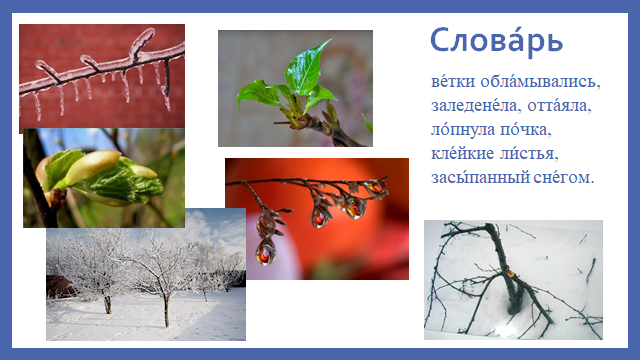 Слова́рь
ве́тки обла́мывались,
заледене́ла, отта́яла,
ло́пнула по́чка,
кле́йкие ли́стья,
засы́панный сне́гом.